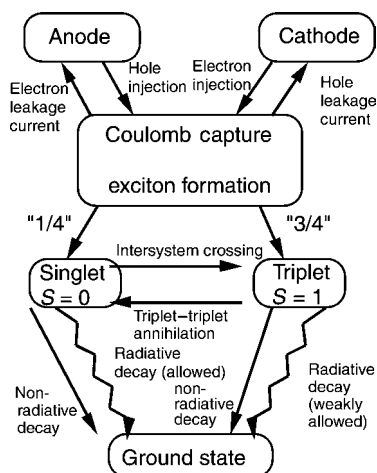 Anode
Cathode
Electron
leakage
current
Hole
injection
Electron
injection
Hole
leakage
current
Coulomb capture
exciton formation
"1/4"
"3/4"
Singlet
S = 0
Intersystem crossing
Triplet
S = 1
Triplet–triplet
annihilation
Non-
radiative
decay
Radiative
decay (allowed)
non-
radiative
decay
Radiative
decay
(weakly
allowed)
Ground state